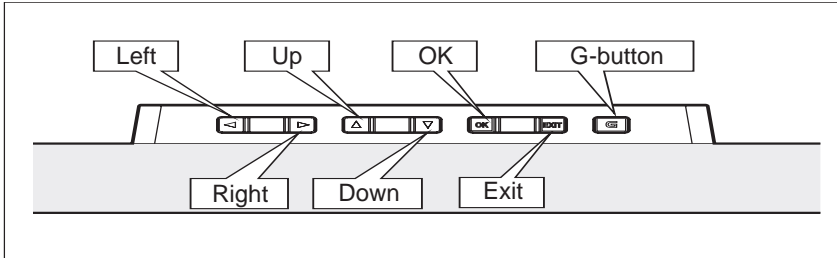 Left
Up
OK
G-button
OK
EXIT
G
Right
Down
Exit